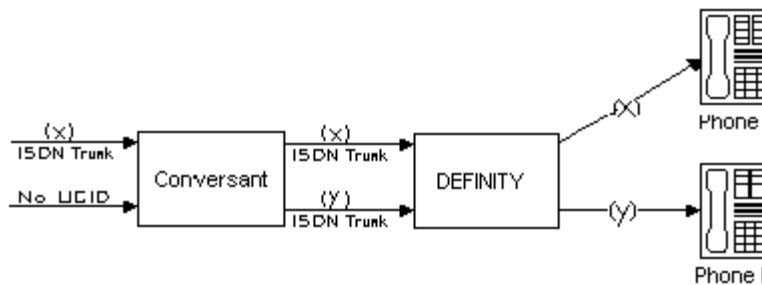 (x)
ISDN Trunk
No UCID
Conversant
(x)
ISDN Trunk
(y)
ISDN Trunk
DEFINITY
(x)
Phone
(y)
Phone